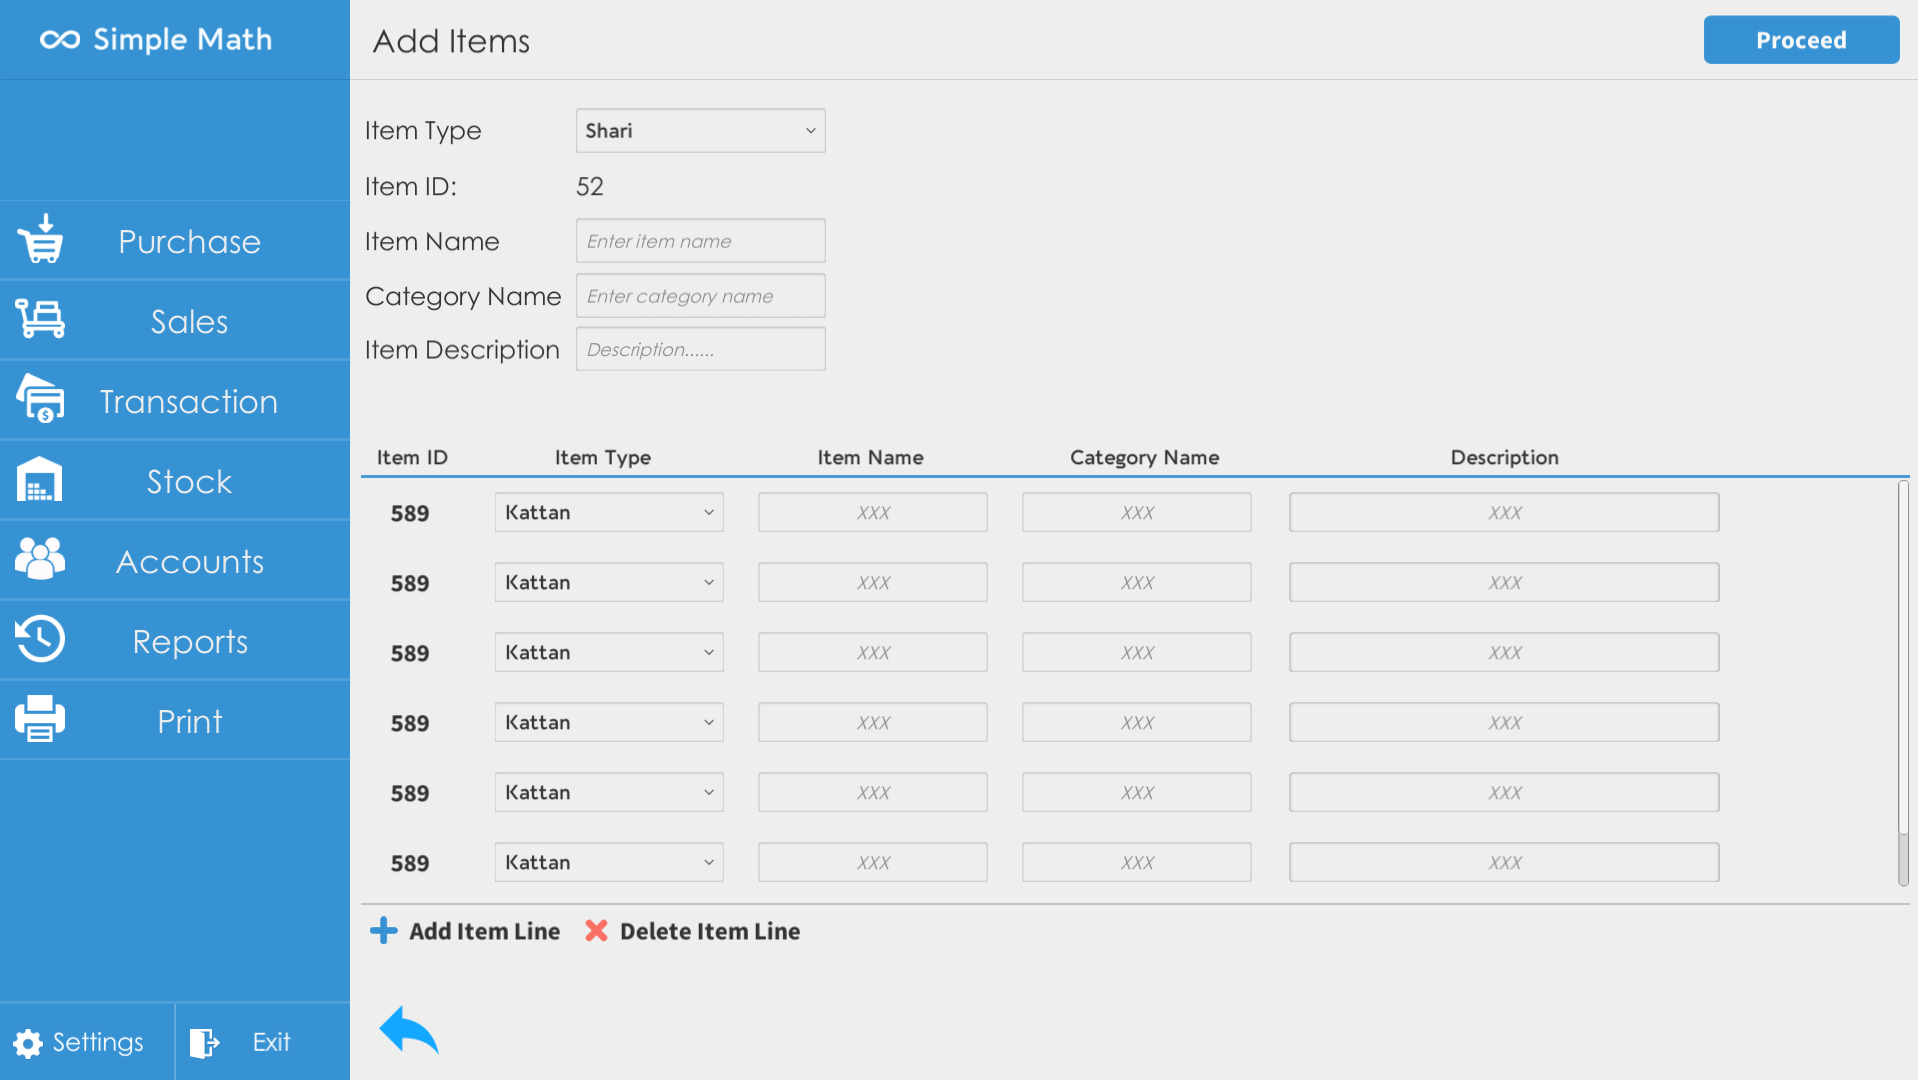 Simple Math
Add Items
Proceed
Item Type
Shari
Item ID:
52
Item Name
Enter item name
Category Name
Enter category name
Item Description
Description......
Purchase
Sales
Transaction
Stock
Accounts
Reports
Print
Settings
Exit
Item ID Item Type Item Name Category Name Description
589 Kattan XXX XXX XXX
589 Kattan XXX XXX XXX
589 Kattan XXX XXX XXX
589 Kattan XXX XXX XXX
589 Kattan XXX XXX XXX
589 Kattan XXX XXX XXX
Add Item Line Delete Item Line